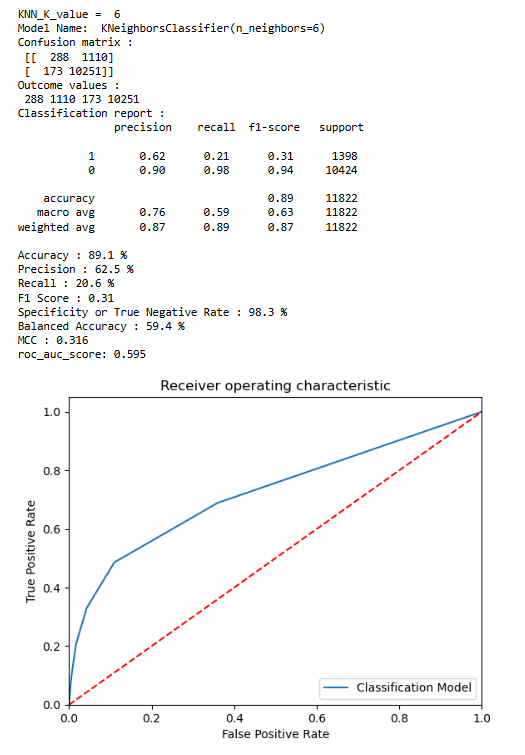 KNN_K_value =  6
Model Name:  KNeighborsClassifier(n_neighbors=6)
Confusion matrix :
[[  288  1110]
[  173 10251]]
Outcome values :
288 1110 173 10251
Classification report :
precision    recall  f1-score   support
1       0.62      0.21      0.31      1398
0       0.90      0.98      0.94     10424
accuracy                           0.89     11822
macro avg       0.76      0.59      0.63     11822
weighted avg       0.87      0.89      0.87     11822
Accuracy : 89.1 %
Precision : 62.5 %
Recall : 20.6 %
F1 Score : 0.31
Specificity or True Negative Rate : 98.3 %
Balanced Accuracy : 59.4 %
MCC : 0.316
roc_auc_score: 0.595
Receiver operating characteristic
1.0
0.8
0.6
0.4
0.2
0.0
True Positive Rate
Classification Model
0.0 0.2 0.4 0.6 0.8 1.0
False Positive Rate